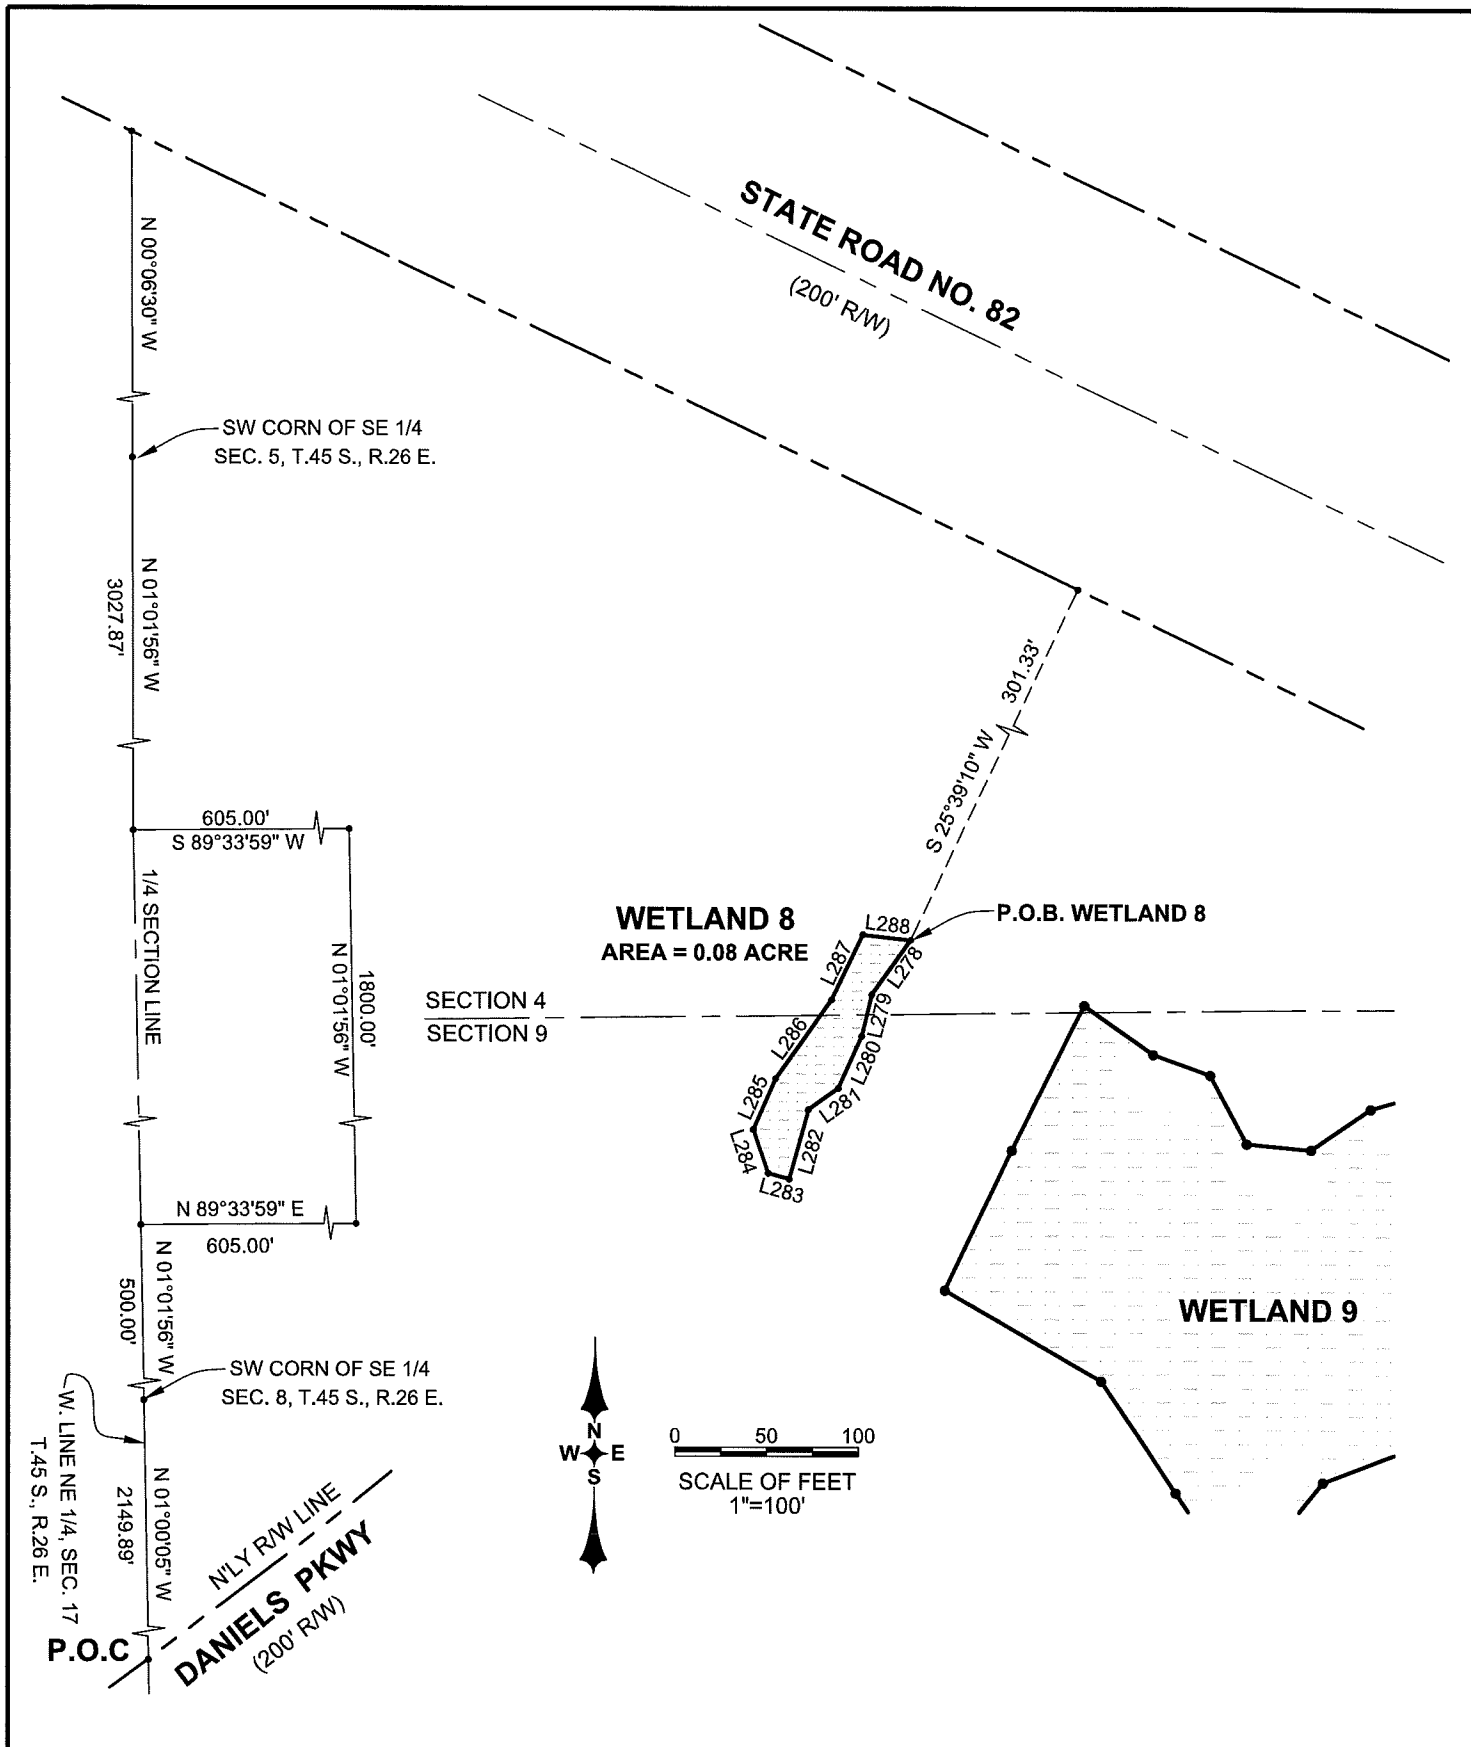 STATE ROAD NO. 82
(200' R/W)
N 00°06'30" W
SW CORN OF SE 1/4
SEC. 5, T.45 S., R.26 E.
N 01°01'56" W
3027.87'
301.33'
S 25°39'10" W
605.00'
S 89°33'59" W
1/4 SECTION LINE
1800.00'
N 01°01'56" W
WETLAND 8
AREA = 0.08 ACRE
P.O.B. WETLAND 8
L288
L287
L278
L279
SECTION 4
SECTION 9
L286
L280
L285
L281
L284
L282
L283
N 89°33'59" E
605.00'
N 01°01'56" W
500.00'
WETLAND 9
SW CORN OF SE 1/4
SEC. 8, T.45 S., R.26 E.
W. LINE NE 1/4, SEC. 17
T.45 S., R.26 E.
N 01°00'05" W
2149.89'
N
W E
S
0 50 100
SCALE OF FEET
1"=100'
N'LY R/W LINE
DANIELS PKWY
(200' R/W)
P.O.C